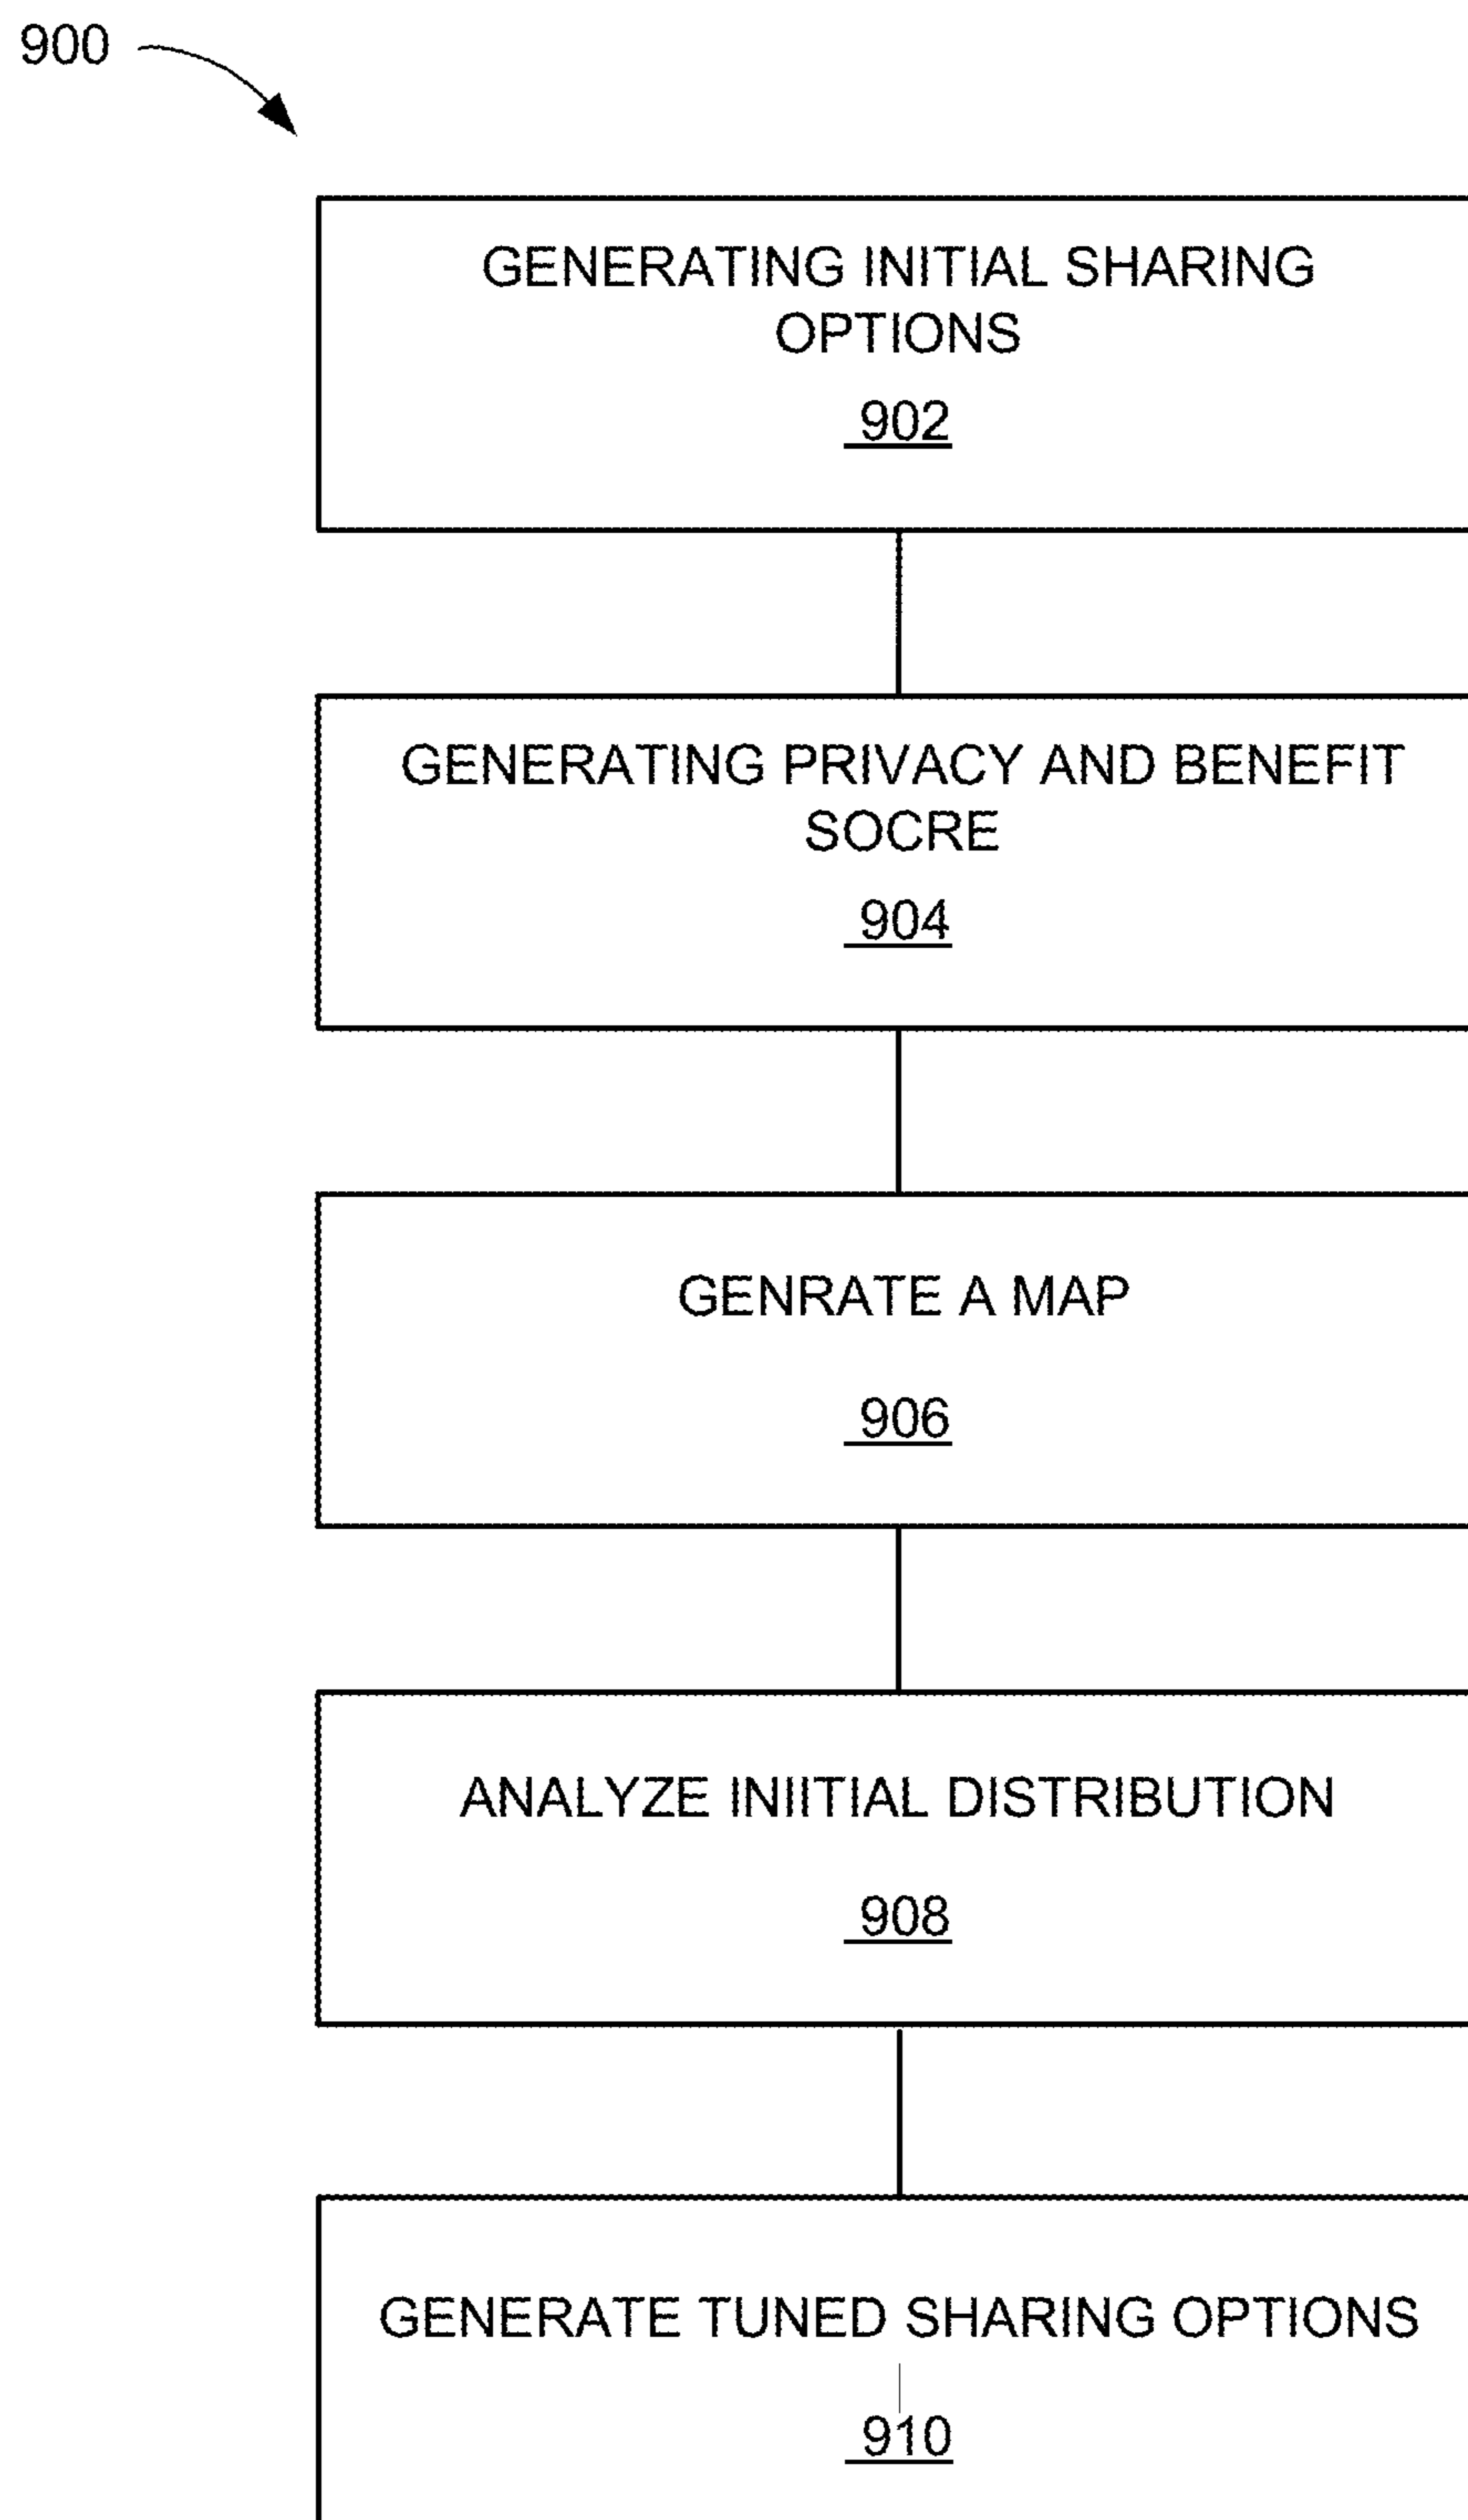 900
GENERATING INITIAL SHARING
OPTIONS
902
GENERATING PRIVACY AND BENEFIT
SOCRE
904
GENRATE A MAP
906
ANALYZE INIITIAL DISTRIBUTION
908
GENERATE TUNED SHARING OPTIONS
910